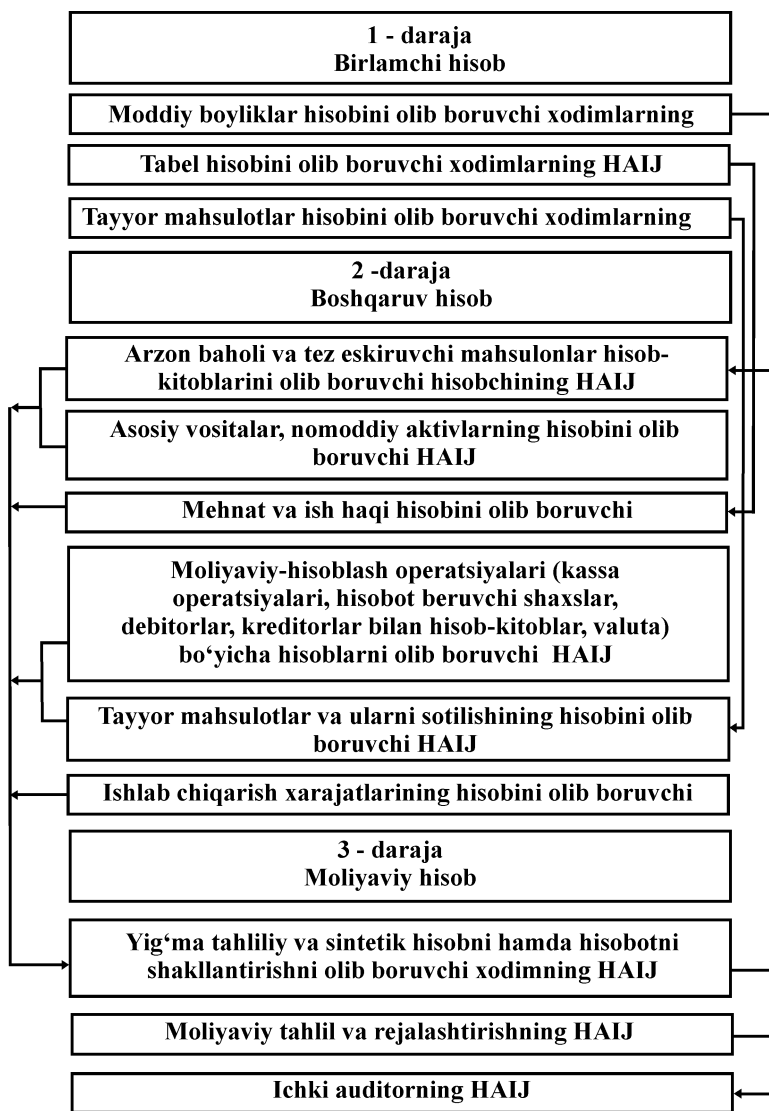 1 - daraja
Birlamchi hisob
Moddiy boyliklar hisobini olib boruvchi xodimlarning
Tabel hisobini olib boruvchi xodimlarning HAIJ
Tayyor mahsulotlar hisobini olib boruvchi xodimlarning
2 -daraja
Boshqaruv hisob
Arzon baholi va tez eskiruvchi mahsulonlar hisob-
kitoblarini olib boruvchi hisobchining HAIJ
Asosiy vositalar, nomoddiy aktivlarning hisobini olib
boruvchi HAIJ
Mehnat va ish haqi hisobini olib boruvchi
Moliyaviy-hisoblash operatsiyalari (kassa
operatsiyalari, hisobot beruvchi shaxslar,
debitorlar, kreditorlar bilan hisob-kitoblar, valuta)
bo‘yicha hisoblarni olib boruvchi HAIJ
Tayyor mahsulotlar va ularni sotilishining hisobini olib
boruvchi HAIJ
Ishlab chiqarish xarajatlarining hisobini olib boruvchi
3 - daraja
Moliyaviy hisob
Yig‘ma tahliliy va sintetik hisobni hamda hisobotni
shakllantirishni olib boruvchi xodimning HAIJ
Moliyaviy tahlil va rejalashtirishning HAIJ
Ichki auditorning HAIJ